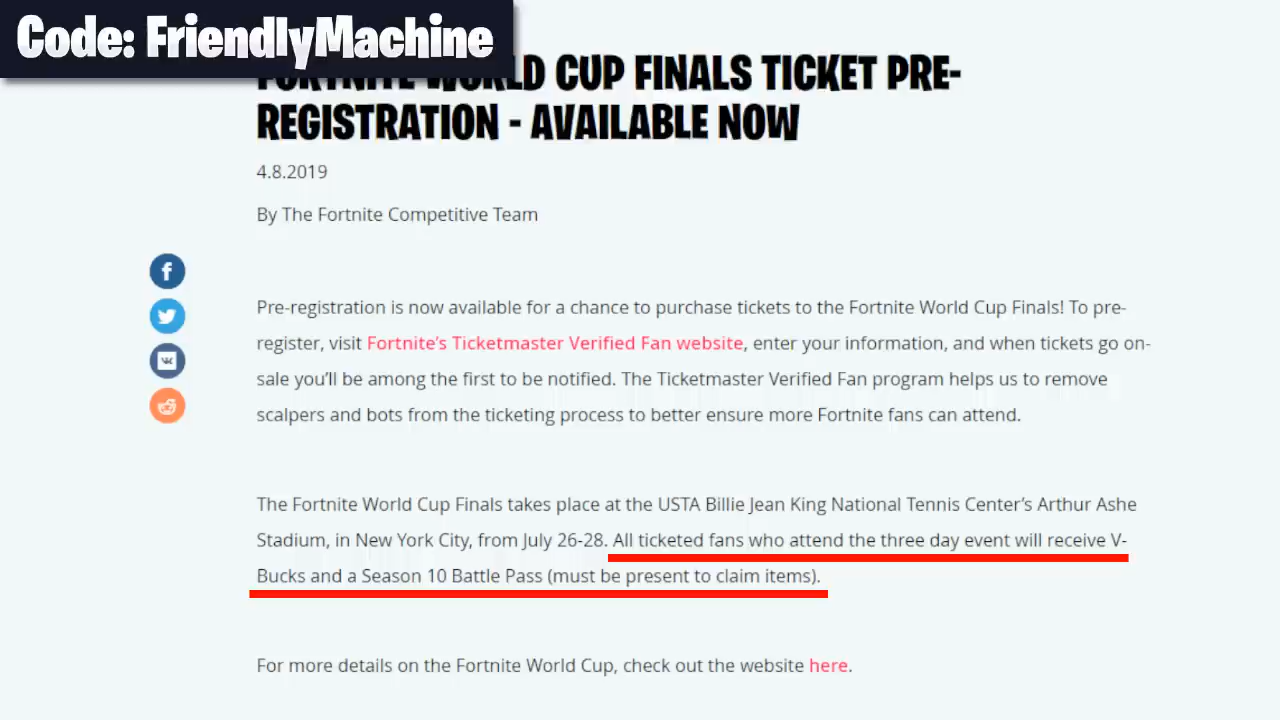 Code: FriendlyMachine
FORTNITE WORLD CUP FINALS TICKET PRE-
REGISTRATION - AVAILABLE NOW
4.8.2019
By The Fortnite Competitive Team
Pre-registration is now available for a chance to purchase tickets to the Fortnite World Cup Finals! To pre-
register, visit Fortnite's Ticketmaster Verified Fan website, enter your information, and when tickets go on-
sale you'll be among the first to be notified. The Ticketmaster Verified Fan program helps us to remove
scalpers and bots from the ticketing process to better ensure more Fortnite fans can attend.
The Fortnite World Cup Finals takes place at the USTA Billie Jean King National Tennis Center's Arthur Ashe
Stadium, in New York City, from July 26-28. All ticketed fans who attend the three day event will receive V-
Bucks and a Season 10 Battle Pass (must be present to claim items).
For more details on the Fortnite World Cup, check out the website here.